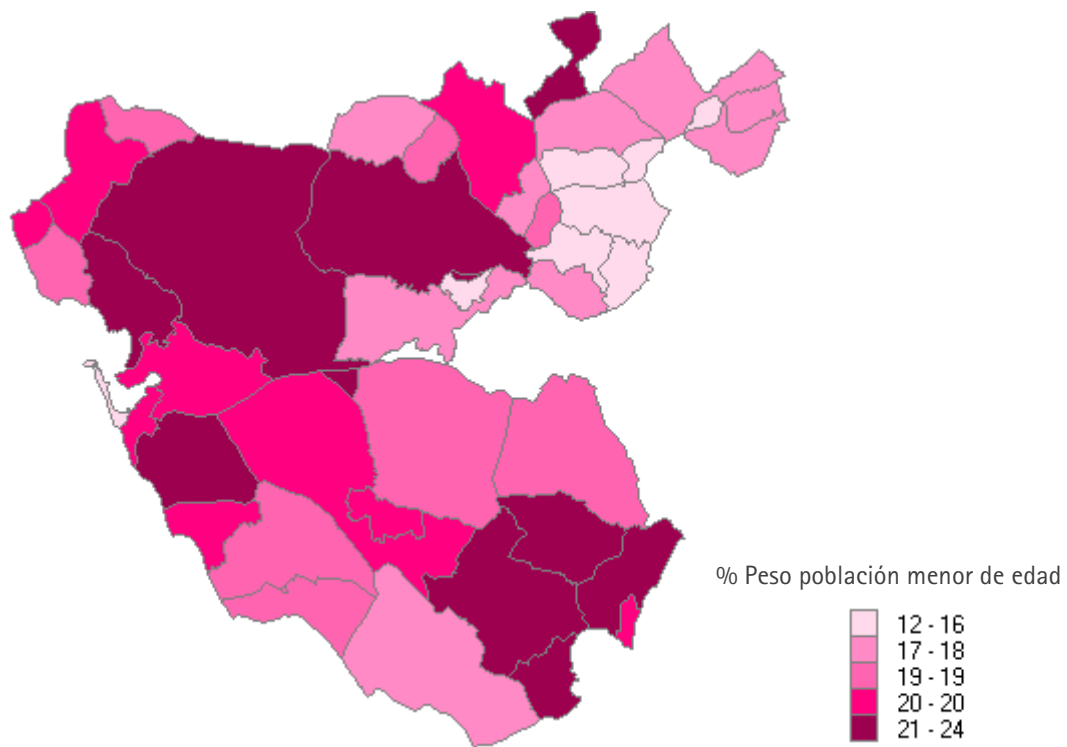 % Peso población menor de edad
12 - 16
17 - 18
19 - 19
20 - 20
21 - 24